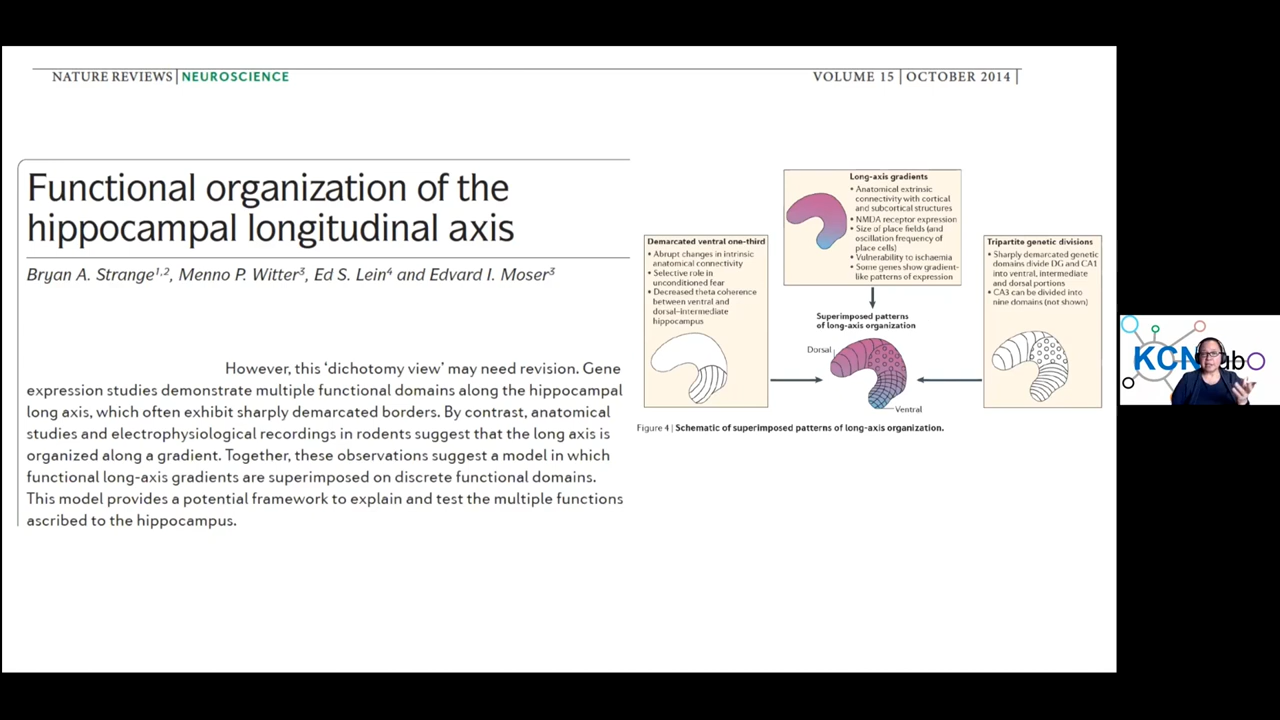 NATURE REVIEWS | NEUROSCIENCE
VOLUME 15 | OCTOBER 2014 |
Functional organization of the
hippocampal longitudinal axis
Bryan A. Strange1,2, Menno P. Witter3, Ed S. Lein4 and Edvard I. Moser3
However, this ‘dichotomy view’ may need revision. Gene
expression studies demonstrate multiple functional domains along the hippocampal
long axis, which often exhibit sharply demarcated borders. By contrast, anatomical
studies and electrophysiological recordings in rodents suggest that the long axis is
organized along a gradient. Together, these observations suggest a model in which
functional long-axis gradients are superimposed on discrete functional domains.
This model provides a potential framework to explain and test the multiple functions
ascribed to the hippocampus.
Demarcated ventral one-third
• Abrupt changes in intrinsic
anatomical connectivity
• Selective role in
unconditioned fear
• Decreased theta coherence
between ventral and
dorsal–intermediate
hippocampus
Long-axis gradients
• Anatomical extrinsic
connectivity with cortical
and subcortical structures
• NMDA receptor expression
• Size of place fields (and
oscillation frequency of
place cells)
• Vulnerability to ischaemia
• Some genes show gradient-
like patterns of expression
Superimposed patterns
of long-axis organization
Dorsal
Ventral
Tripartite genetic divisions
• Sharply demarcated genetic
domains divide DG and CA1
into ventral, intermediate
and dorsal portions
• CA3 can be divided into
nine domains (not shown)
Figure 4 | Schematic of superimposed patterns of long-axis organization.
KCN ub